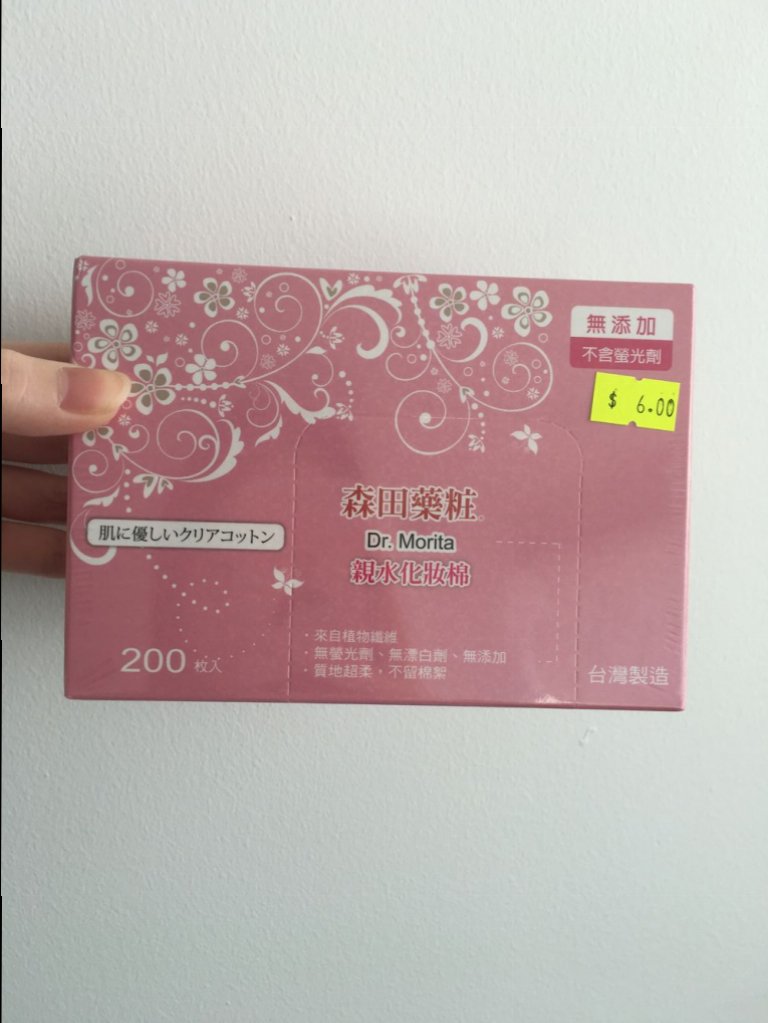 無添加
不含螢光劑
$ 6.00
森田藥粧
Dr. Morita
親水化妝棉
肌に優しいクリアコットン
200 枚入
·來自植物纖維
·無螢光劑、無漂白劑、無添加
·質地超柔，不留棉絮
台灣製造